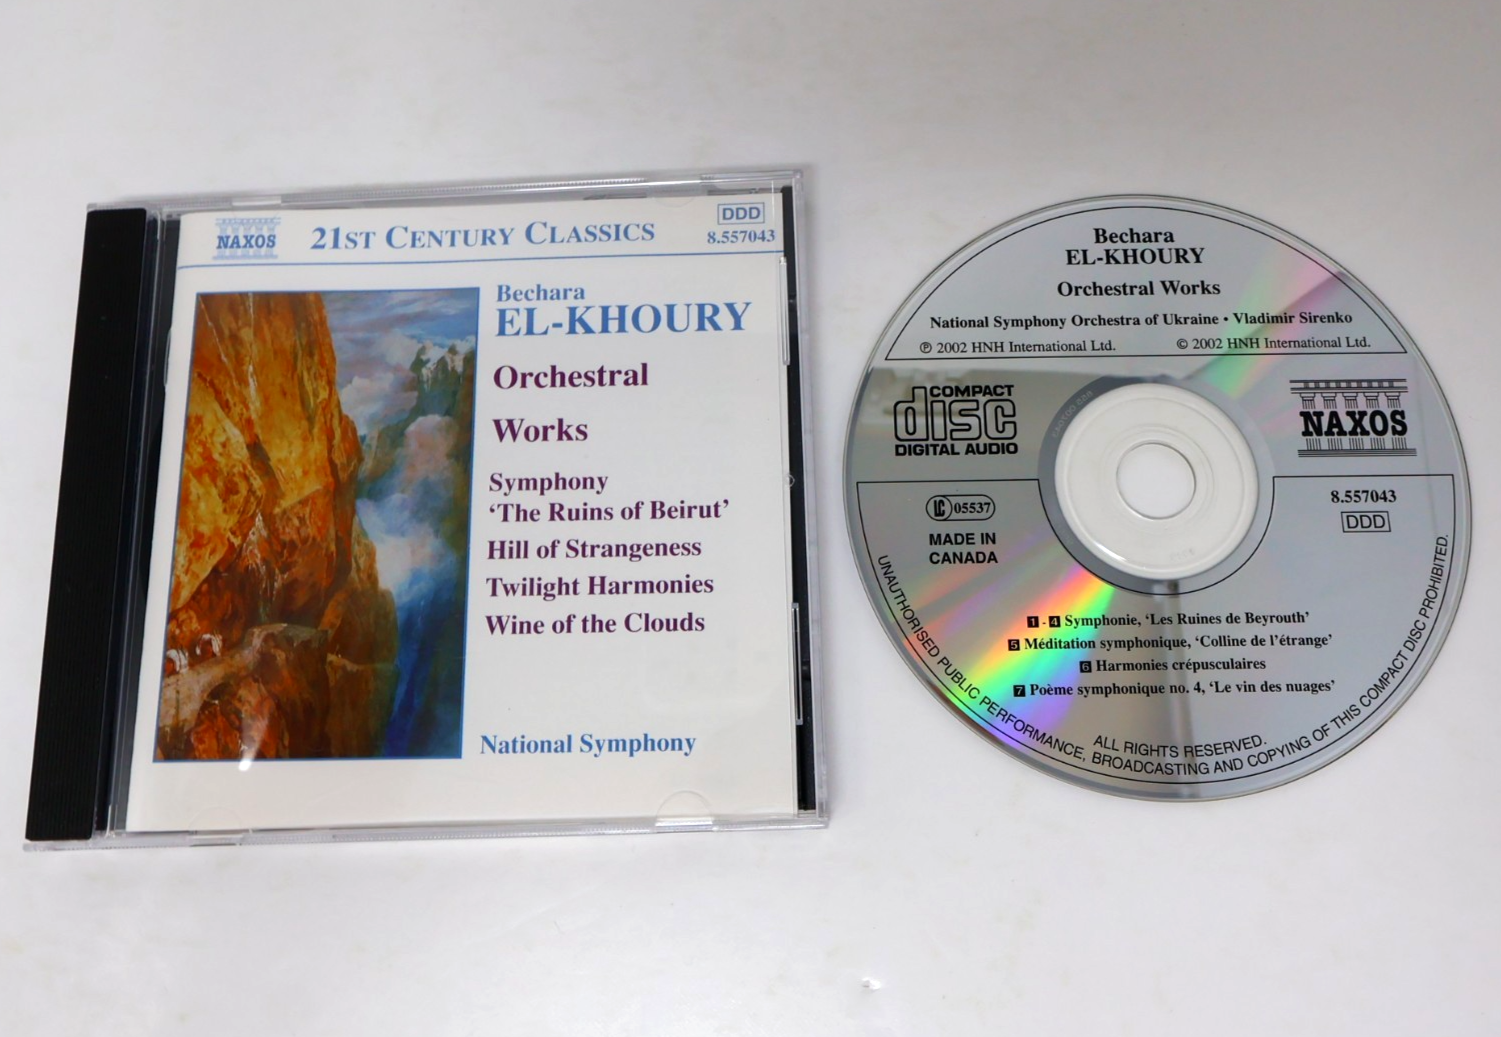 NAXOS
21ST CENTURY CLASSICS
DDD
8.557043
Bechara
EL-KHOURY
Orchestral
Works
Symphony
‘The Ruins of Beirut’
Hill of Strangeness
Twilight Harmonies
Wine of the Clouds
National Symphony
Bechara
EL-KHOURY
Orchestral Works
National Symphony Orchestra of Ukraine • Vladimir Sirenko
℗ 2002 HNH International Ltd. © 2002 HNH International Ltd.
COMPACT
disc
DIGITAL AUDIO
NAXOS
LC 05537
MADE IN
CANADA
8.557043
DDD
1 - 4 Symphonie, ‘Les Ruines de Beyrouth’
5 Méditation symphonique, ‘Colline de l’étrange’
6 Harmonies crépusculaires
7 Poème symphonique no. 4, ‘Le vin des nuages’
ALL RIGHTS RESERVED.
UNAUTHORISED PUBLIC PERFORMANCE, BROADCASTING AND COPYING OF THIS COMPACT DISC PROHIBITED.